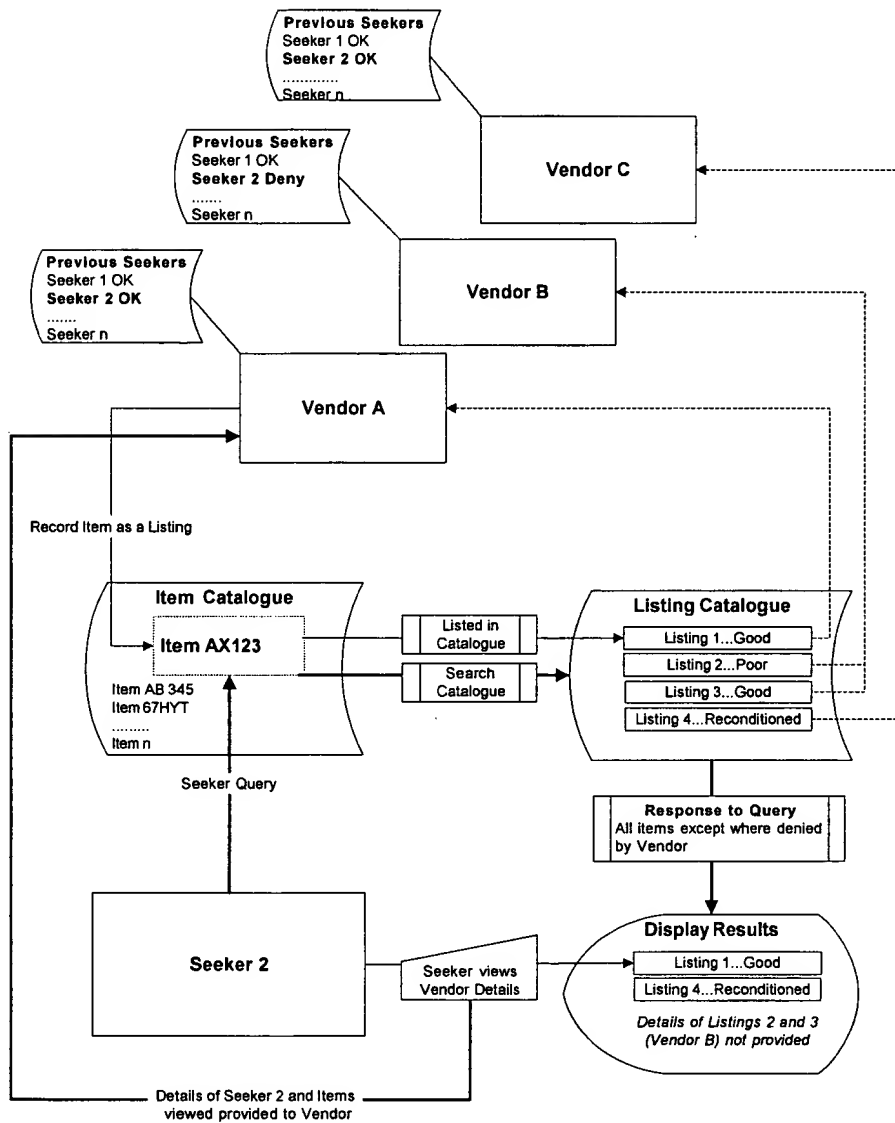 Previous Seekers
Seeker 1 OK
Seeker 2 OK
.............
Seeker n
Vendor C
Previous Seekers
Seeker 1 OK
Seeker 2 Deny
.......
Seeker n
Vendor B
Previous Seekers
Seeker 1 OK
Seeker 2 OK
.......
Seeker n
Vendor A
Record Item as a Listing
Item Catalogue
Item AX123
Item AB 345
Item 67HYT
.........
Item n
Listed in
Catalogue
Search
Catalogue
Listing Catalogue
Listing 1...Good
Listing 2...Poor
Listing 3...Good
Listing 4...Reconditioned
Seeker Query
Response to Query
All items except where denied
by Vendor
Seeker 2
Seeker views
Vendor Details
Display Results
Listing 1...Good
Listing 4...Reconditioned
Details of Listings 2 and 3
(Vendor B) not provided
Details of Seeker 2 and Items
viewed provided to Vendor